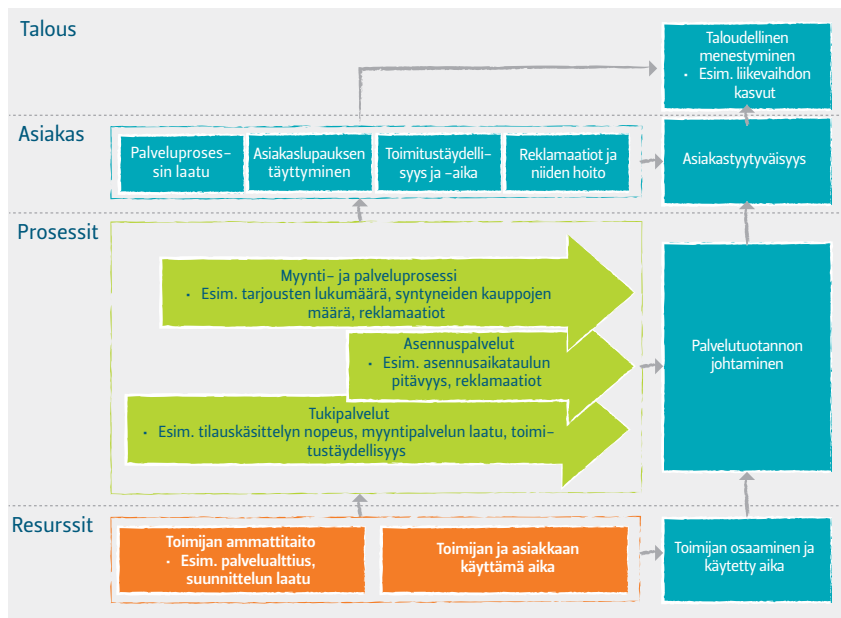 Talous
Taloudellinen
menestyminen
• Esim. liikevaihdon
kasvut
Asiakas
Palveluproses–
sin laatu
Asiakaslupauksen
täyttyminen
Toimitustäydelli–
syys ja –aika
Reklamaatiot ja
niiden hoito
Asiakastyytyväisyys
Prosessit
Myynti– ja palveluprosessi
• Esim. tarjousten lukumäärä, syntyneiden kauppojen
määrä, reklamaatiot
Asennuspalvelut
• Esim. asennusaikataulun
pitävyys, reklamaatiot
Tukipalvelut
• Esim. tilauskäsittelyn nopeus, myyntipalvelun laatu, toimi–
tustäydellisyys
Palvelutuotannon
johtaminen
Resurssit
Toimijan ammattitaito
• Esim. palvelualttius,
suunnittelun laatu
Toimijan ja asiakkaan
käyttämä aika
Toimijan osaaminen ja
käytetty aika